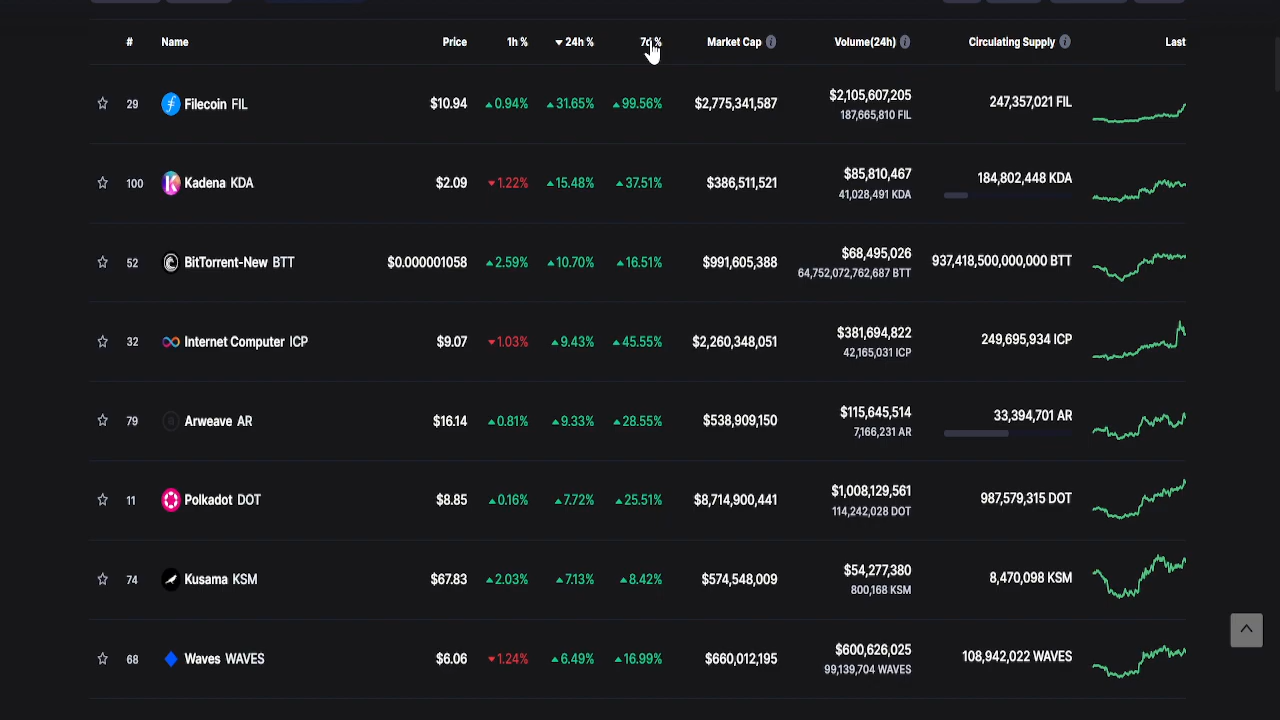 # Name Price 1h % 24h % 7d % Market Cap Volume(24h) Circulating Supply Last
29 Filecoin FIL $10.94 0.94% 31.65% 99.56% $2,775,341,587 $2,105,607,205 247,357,021 FIL
187,665,810 FIL
100 Kadena KDA $2.09 1.22% 15.48% 37.51% $386,511,521 $85,810,467 184,802,448 KDA
41,028,491 KDA
52 BitTorrent-New BTT $0.000001058 2.59% 10.70% 16.51% $991,605,388 $68,495,026 937,418,500,000,000 BTT
64,752,072,762,687 BTT
32 Internet Computer ICP $9.07 1.03% 9.43% 45.55% $2,260,348,051 $381,694,822 249,695,934 ICP
42,165,031 ICP
79 Arweave AR $16.14 0.81% 9.33% 28.55% $538,909,150 $115,645,514 33,394,701 AR
7,166,231 AR
11 Polkadot DOT $8.85 0.16% 7.72% 25.51% $8,714,900,441 $1,008,129,561 987,579,315 DOT
114,242,028 DOT
74 Kusama KSM $67.83 2.03% 7.13% 8.42% $574,548,009 $54,277,380 8,470,098 KSM
800,168 KSM
68 Waves WAVES $6.06 1.24% 6.49% 16.99% $660,012,195 $600,626,025 108,942,022 WAVES
99,139,704 WAVES